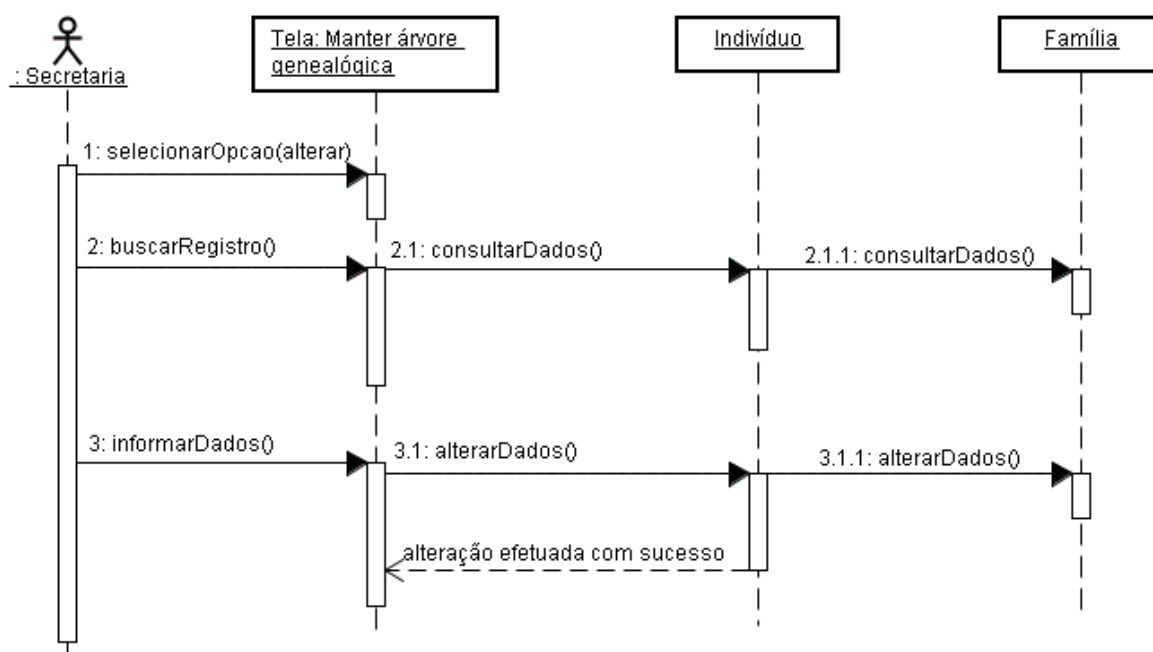 : Secretaria
Tela: Manter árvore
genealógica
Indivíduo
Família
1: selecionarOpcao(alterar)
2: buscarRegistro()
2.1: consultarDados()
2.1.1: consultarDados()
3: informarDados()
3.1: alterarDados()
3.1.1: alterarDados()
alteração efetuada com sucesso